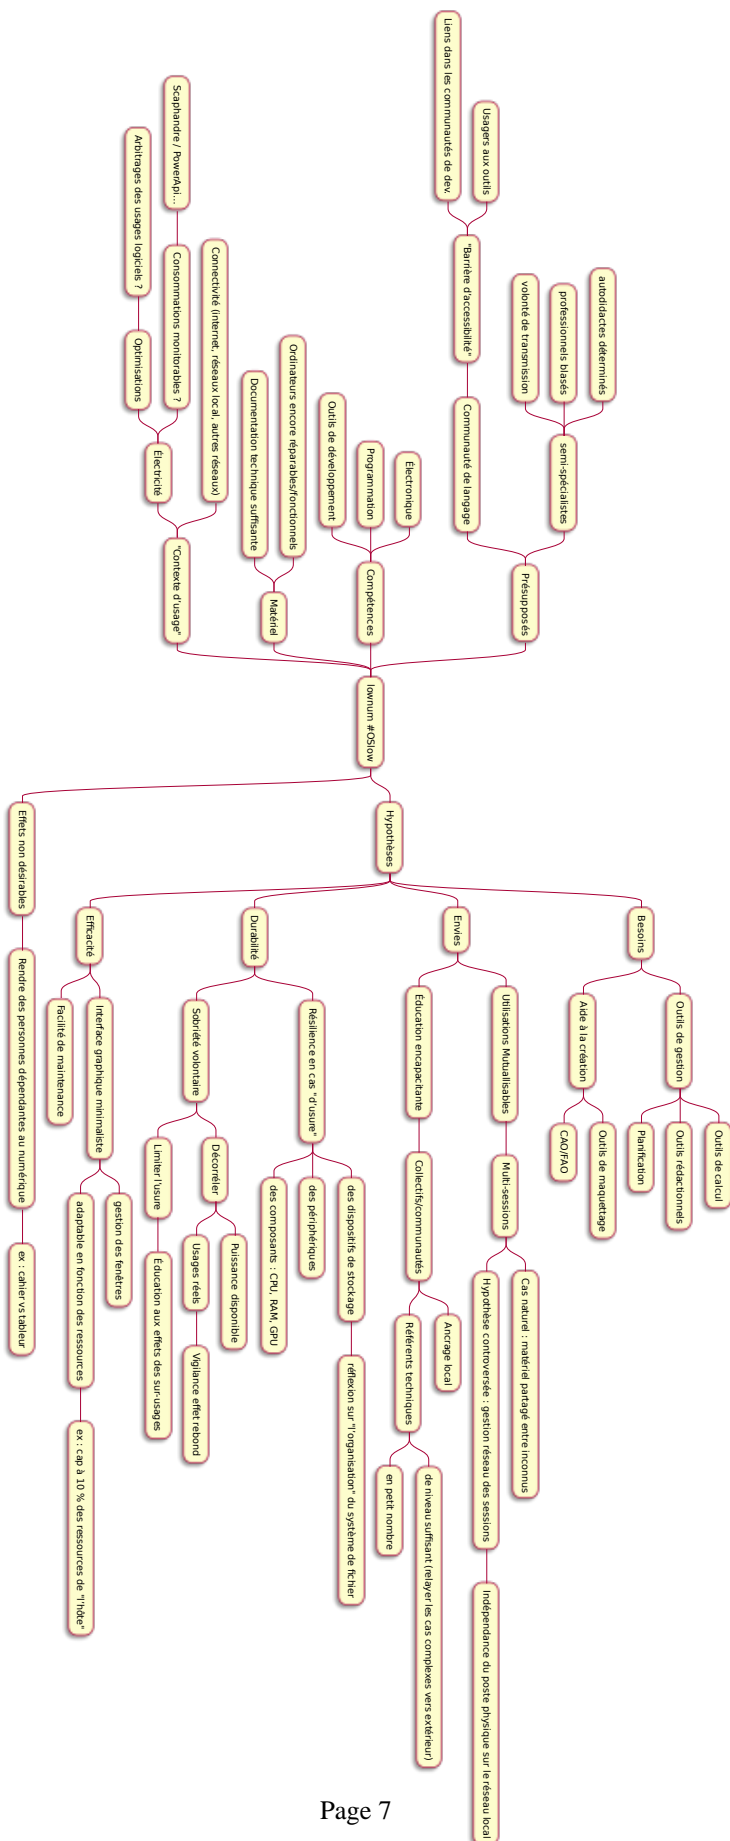 lownum #OSlow
Présupposés
semi-spécialistes
autodidactes déterminés
professionnels blasés
volonté de transmission
Communauté de langage
"Barrière d'accessibilité"
Usagers aux outils
Liens dans les communautés de dev.
Compétences
Électronique
Programmation
Outils de développement
Matériel
Ordinateurs encore réparables/fonctionnels
Documentation technique suffisante
"Contexte d'usage"
Connectivité (internet, réseaux local, autres réseaux)
Électricité
Consommations monitorables ?
Scaphandre / PowerApi...
Optimisations
Arbitrages des usages logiciels ?
Hypothèses
Besoins
Outils de gestion
Outils de calcul
Outils rédactionnels
Planification
Aide à la création
Outils de maquettage
CAO/FAO
Envies
Utilisations Mutuallisables
Multi-sessions
Cas naturel : matériel partagé entre inconnus
Hypothèse controversée : gestion réseau des sessions
Indépendance du poste physique sur le réseau local
Éducation encapacitante
Collectifs/communautés
Ancrage local
Référents techniques
de niveau suffisant (relayer les cas complexes vers extérieur)
en petit nombre
Durabilité
Résilience en cas "d'usure"
des dispositifs de stockage
réflexion sur "l'organisation" du système de fichier
des périphériques
des composants : CPU, RAM, GPU
Sobriété volontaire
Décorréler
Puissance disponible
Usages réels
Vigilance effet rebond
Limiter l'usure
Éducation aux effets des sur-usages
Efficacité
Interface graphique minimaliste
gestion des fenêtres
adaptable en fonction des ressources
ex : cap à 10 % des ressources de "l'hôte"
Facilité de maintenance
Effets non désirables
Rendre des personnes dépendantes au numérique
ex : cahier vs tableur
Page 7